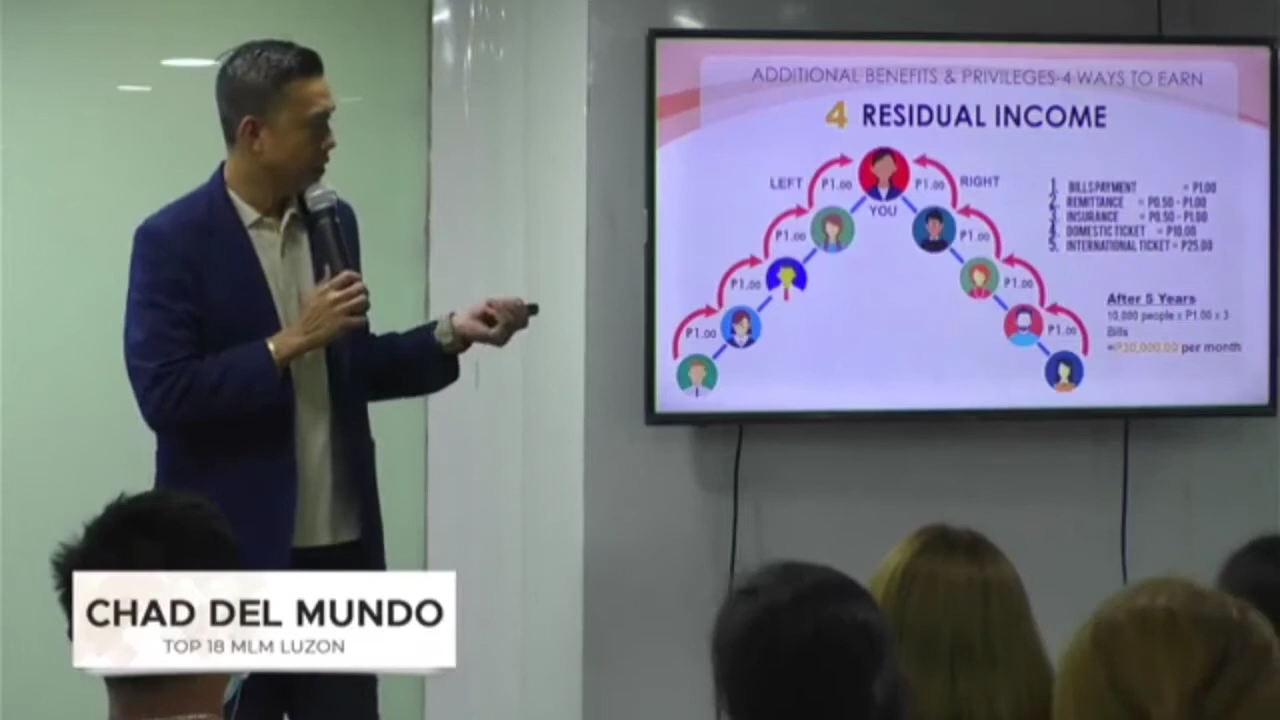 ADDITIONAL BENEFITS & PRIVILEGES-4 WAYS TO EARN
4 RESIDUAL INCOME
LEFT P1.00 P1.00 RIGHT
YOU
P1.00 P1.00
P1.00 P1.00
P1.00 P1.00
1. BILLS PAYMENT = P1.00
2. REMITTANCE = P0.50 - P1.00
3. INSURANCE = P0.50 - P1.00
4. DOMESTIC TICKET = P10.00
5. INTERNATIONAL TICKET = P25.00
After 5 Years
10,000 people x P1.00 x 3
Bills
=P30,000.00 per month
CHAD DEL MUNDO
TOP 18 MLM LUZON